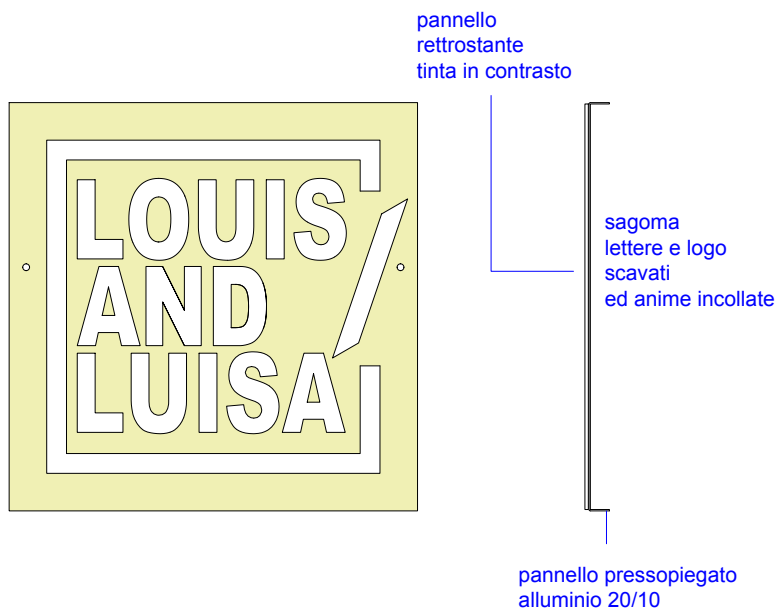 pannello
rettrostante
tinta in contrasto
LOUIS
AND
LUISA
sagoma
lettere e logo
scavati
ed anime incollate
pannello pressopiegato
alluminio 20/10